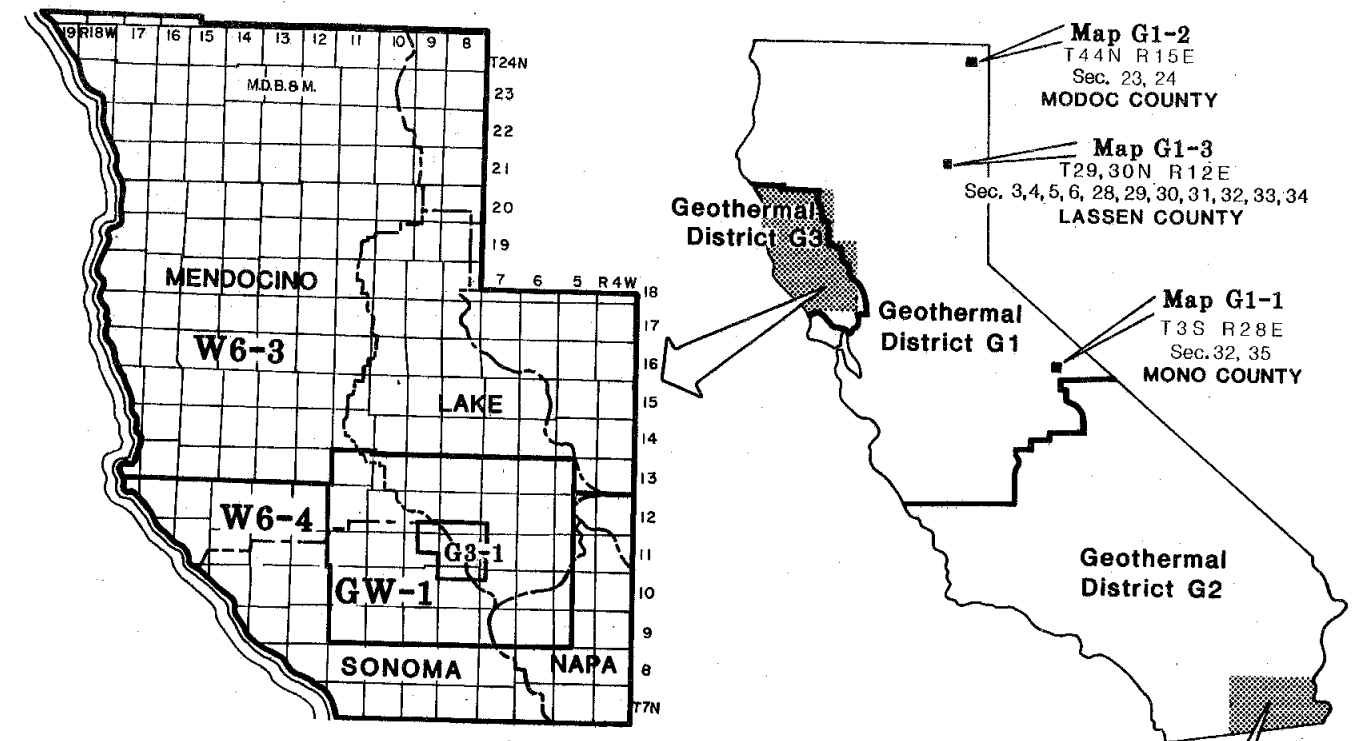 19 R18W 17 16 15 14 13 12 11 10 9 8
T24N
M.D.B.&M.
23
22
21
20
19
7 6 5 R4W
18
MENDOCINO
17
W6-3
16
LAKE
15
14
13
W6-4
12
G3-1
11
GW-1
10
9
SONOMA
NAPA
8
T7N
Map G1-2
T44N R15E
Sec. 23, 24
MODOC COUNTY
Map G1-3
T29,30N R12E
Sec. 3,4,5,6, 28, 29, 30, 31, 32, 33, 34
LASSEN COUNTY
Geothermal
District G3
Geothermal
District G1
Map G1-1
T3S R28E
Sec. 32, 35
MONO COUNTY
Geothermal
District G2